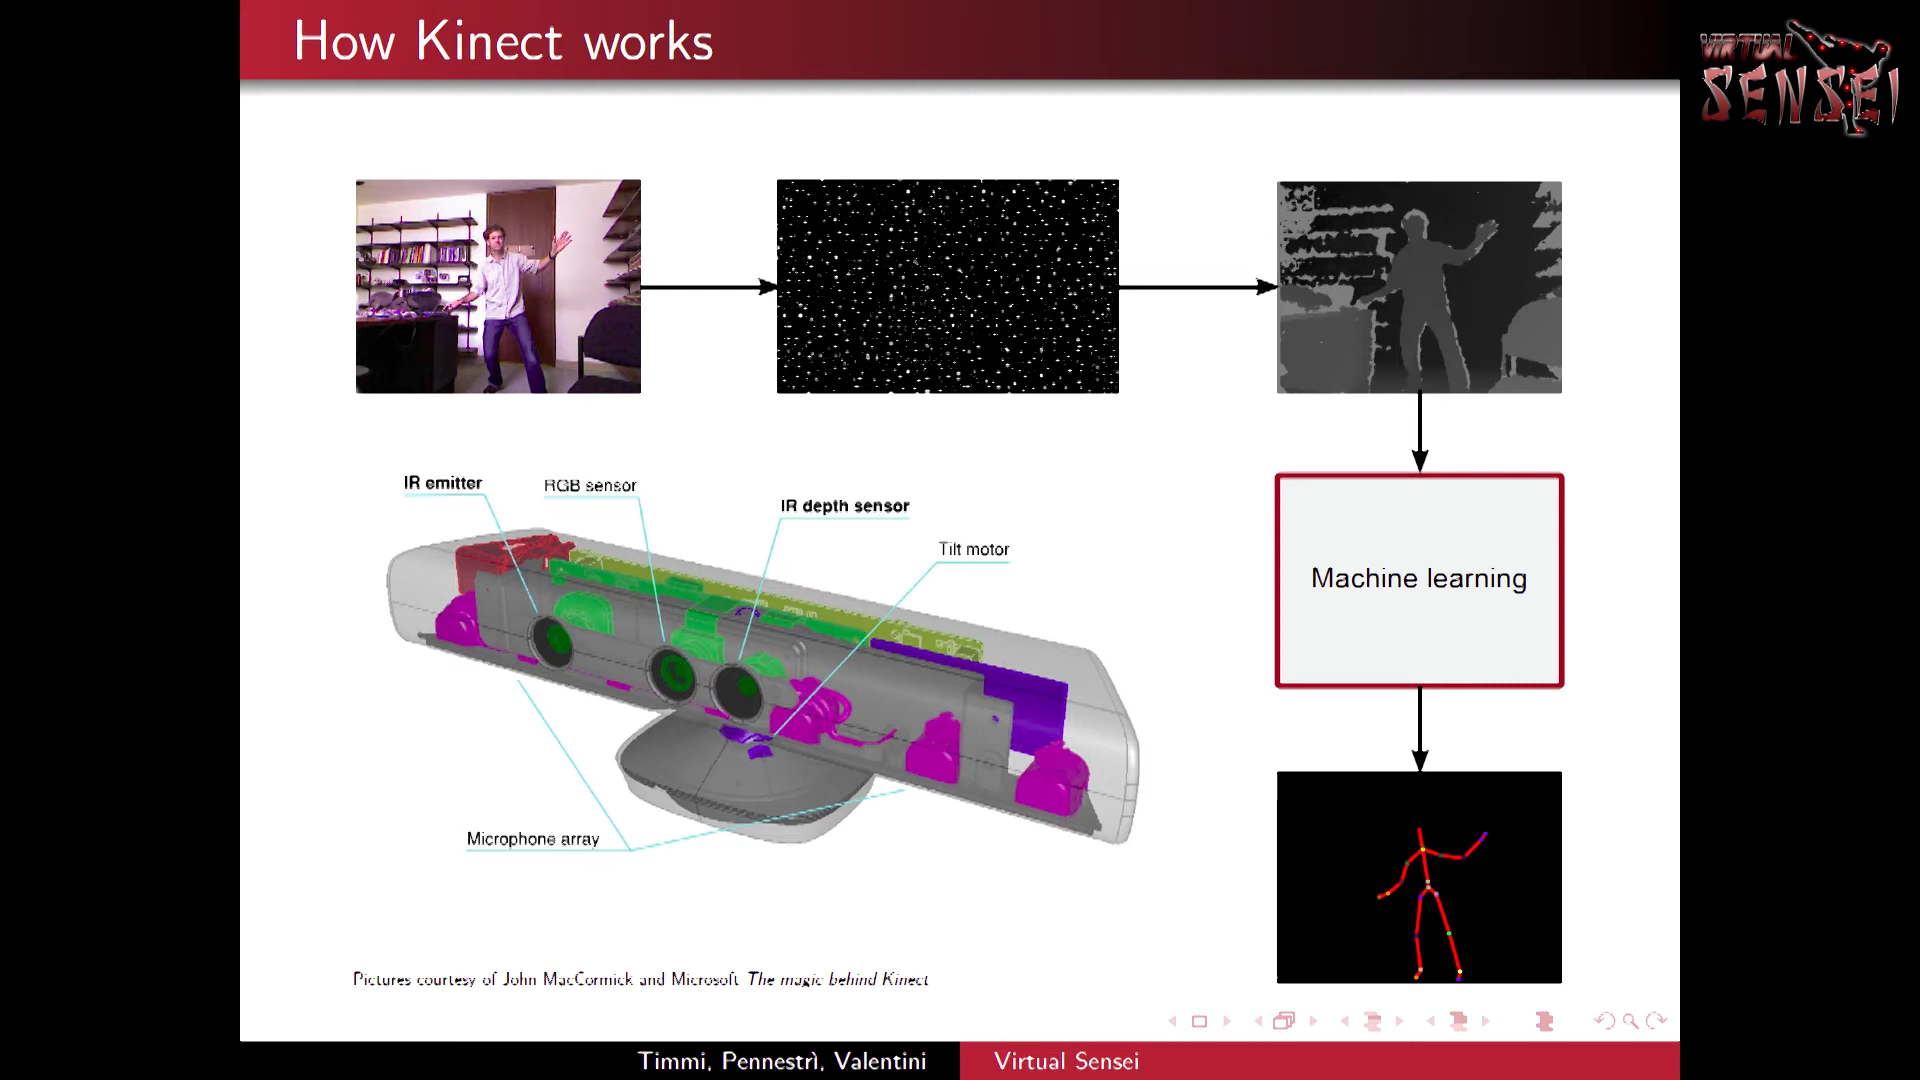 How Kinect works
VIRTUAL
SENSEI
IR emitter
RGB sensor
IR depth sensor
Tilt motor
Machine learning
Microphone array
Pictures courtesy of John MacCormick and Microsoft The magic behind Kinect
Timmi, Pennestrì, Valentini
Virtual Sensei